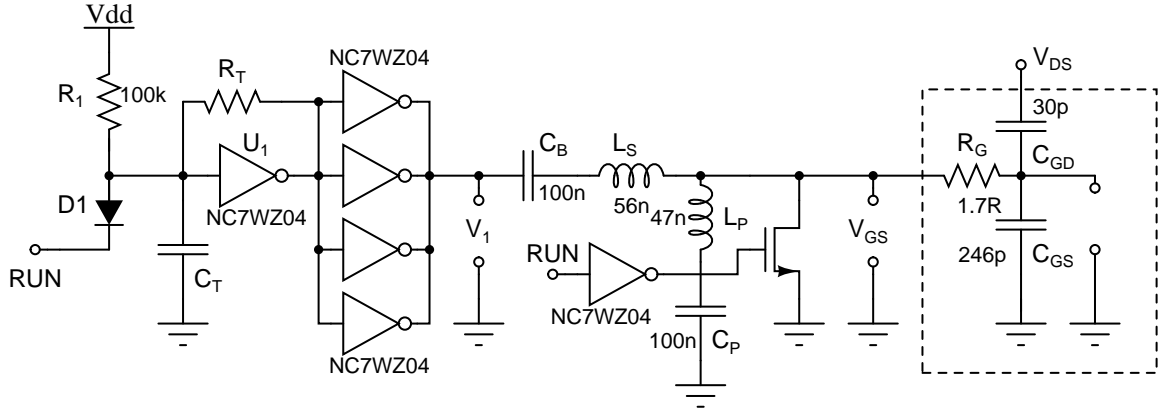 Vdd
NC7WZ04
R_T
V_DS
R_1
100k
30p
U_1
C_B
L_S
R_G
C_GD
100n
56n
47n
L_P
1.7R
D1
NC7WZ04
V_1
V_GS
RUN
RUN
246p
C_GS
C_T
NC7WZ04
100n
C_P
NC7WZ04